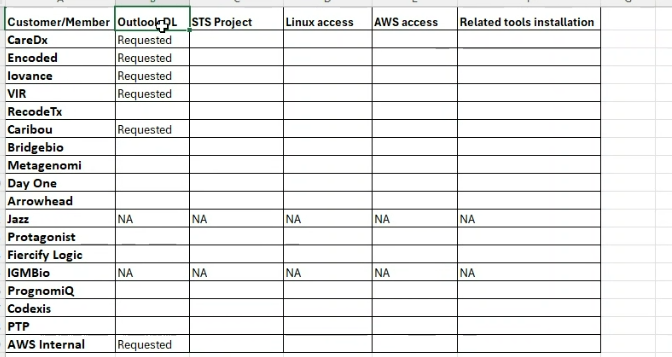 Customer/Member Outlook DL STS Project Linux access AWS access Related tools installation
CareDx Requested
Encoded Requested
Iovance Requested
VIR Requested
RecodeTx
Caribou Requested
Bridgebio
Metagenomi
Day One
Arrowhead
Jazz NA NA NA NA NA
Protagonist
Fiercify Logic
IGMBio NA NA NA NA NA
PrognomiQ
Codexis
PTP
AWS Internal Requested